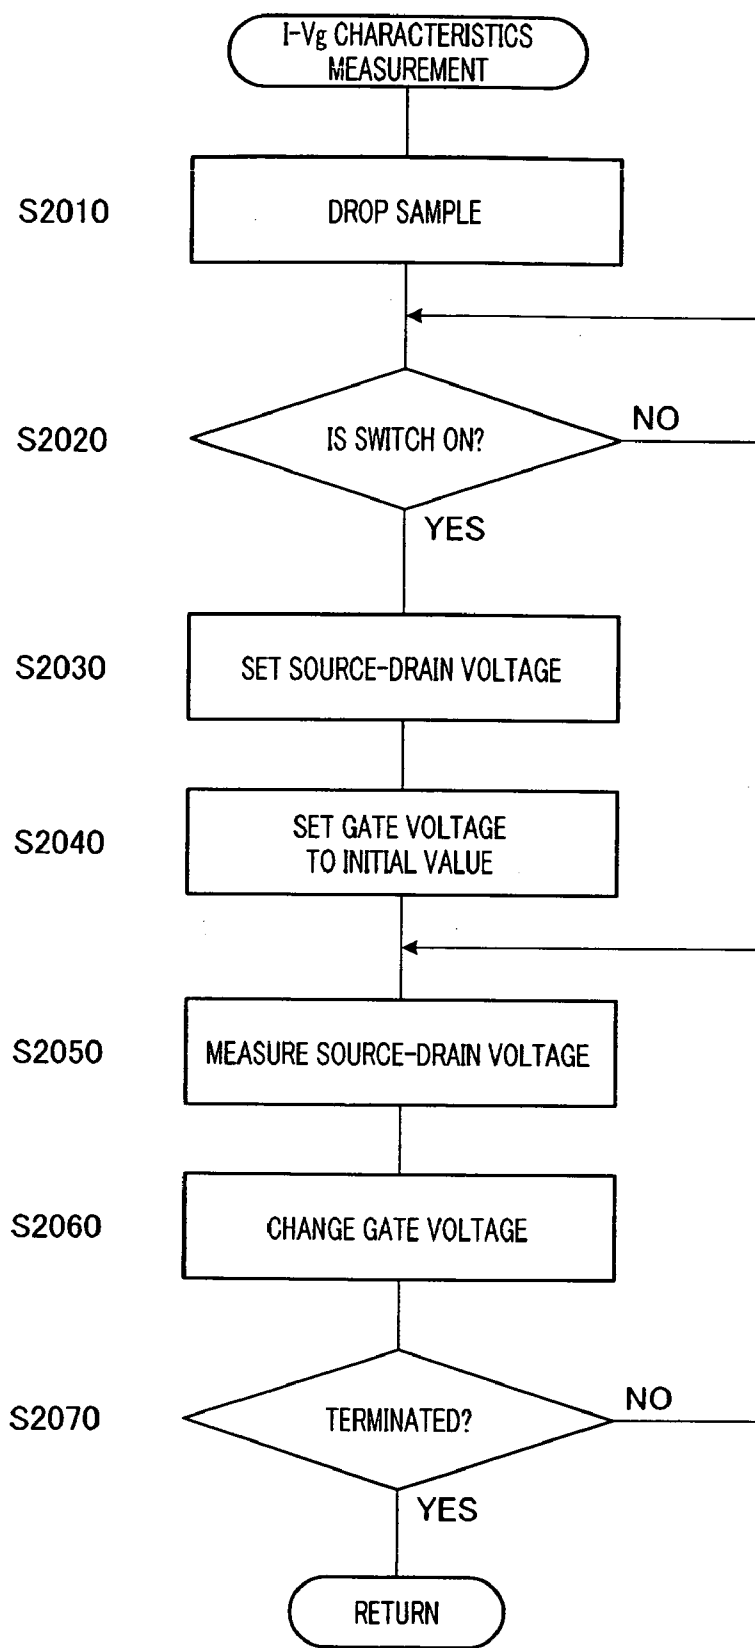 I-Vg CHARACTERISTICS
MEASUREMENT
S2010
DROP SAMPLE
S2020
IS SWITCH ON?
NO
YES
S2030
SET SOURCE-DRAIN VOLTAGE
S2040
SET GATE VOLTAGE
TO INITIAL VALUE
S2050
MEASURE SOURCE-DRAIN VOLTAGE
S2060
CHANGE GATE VOLTAGE
S2070
TERMINATED?
NO
YES
RETURN